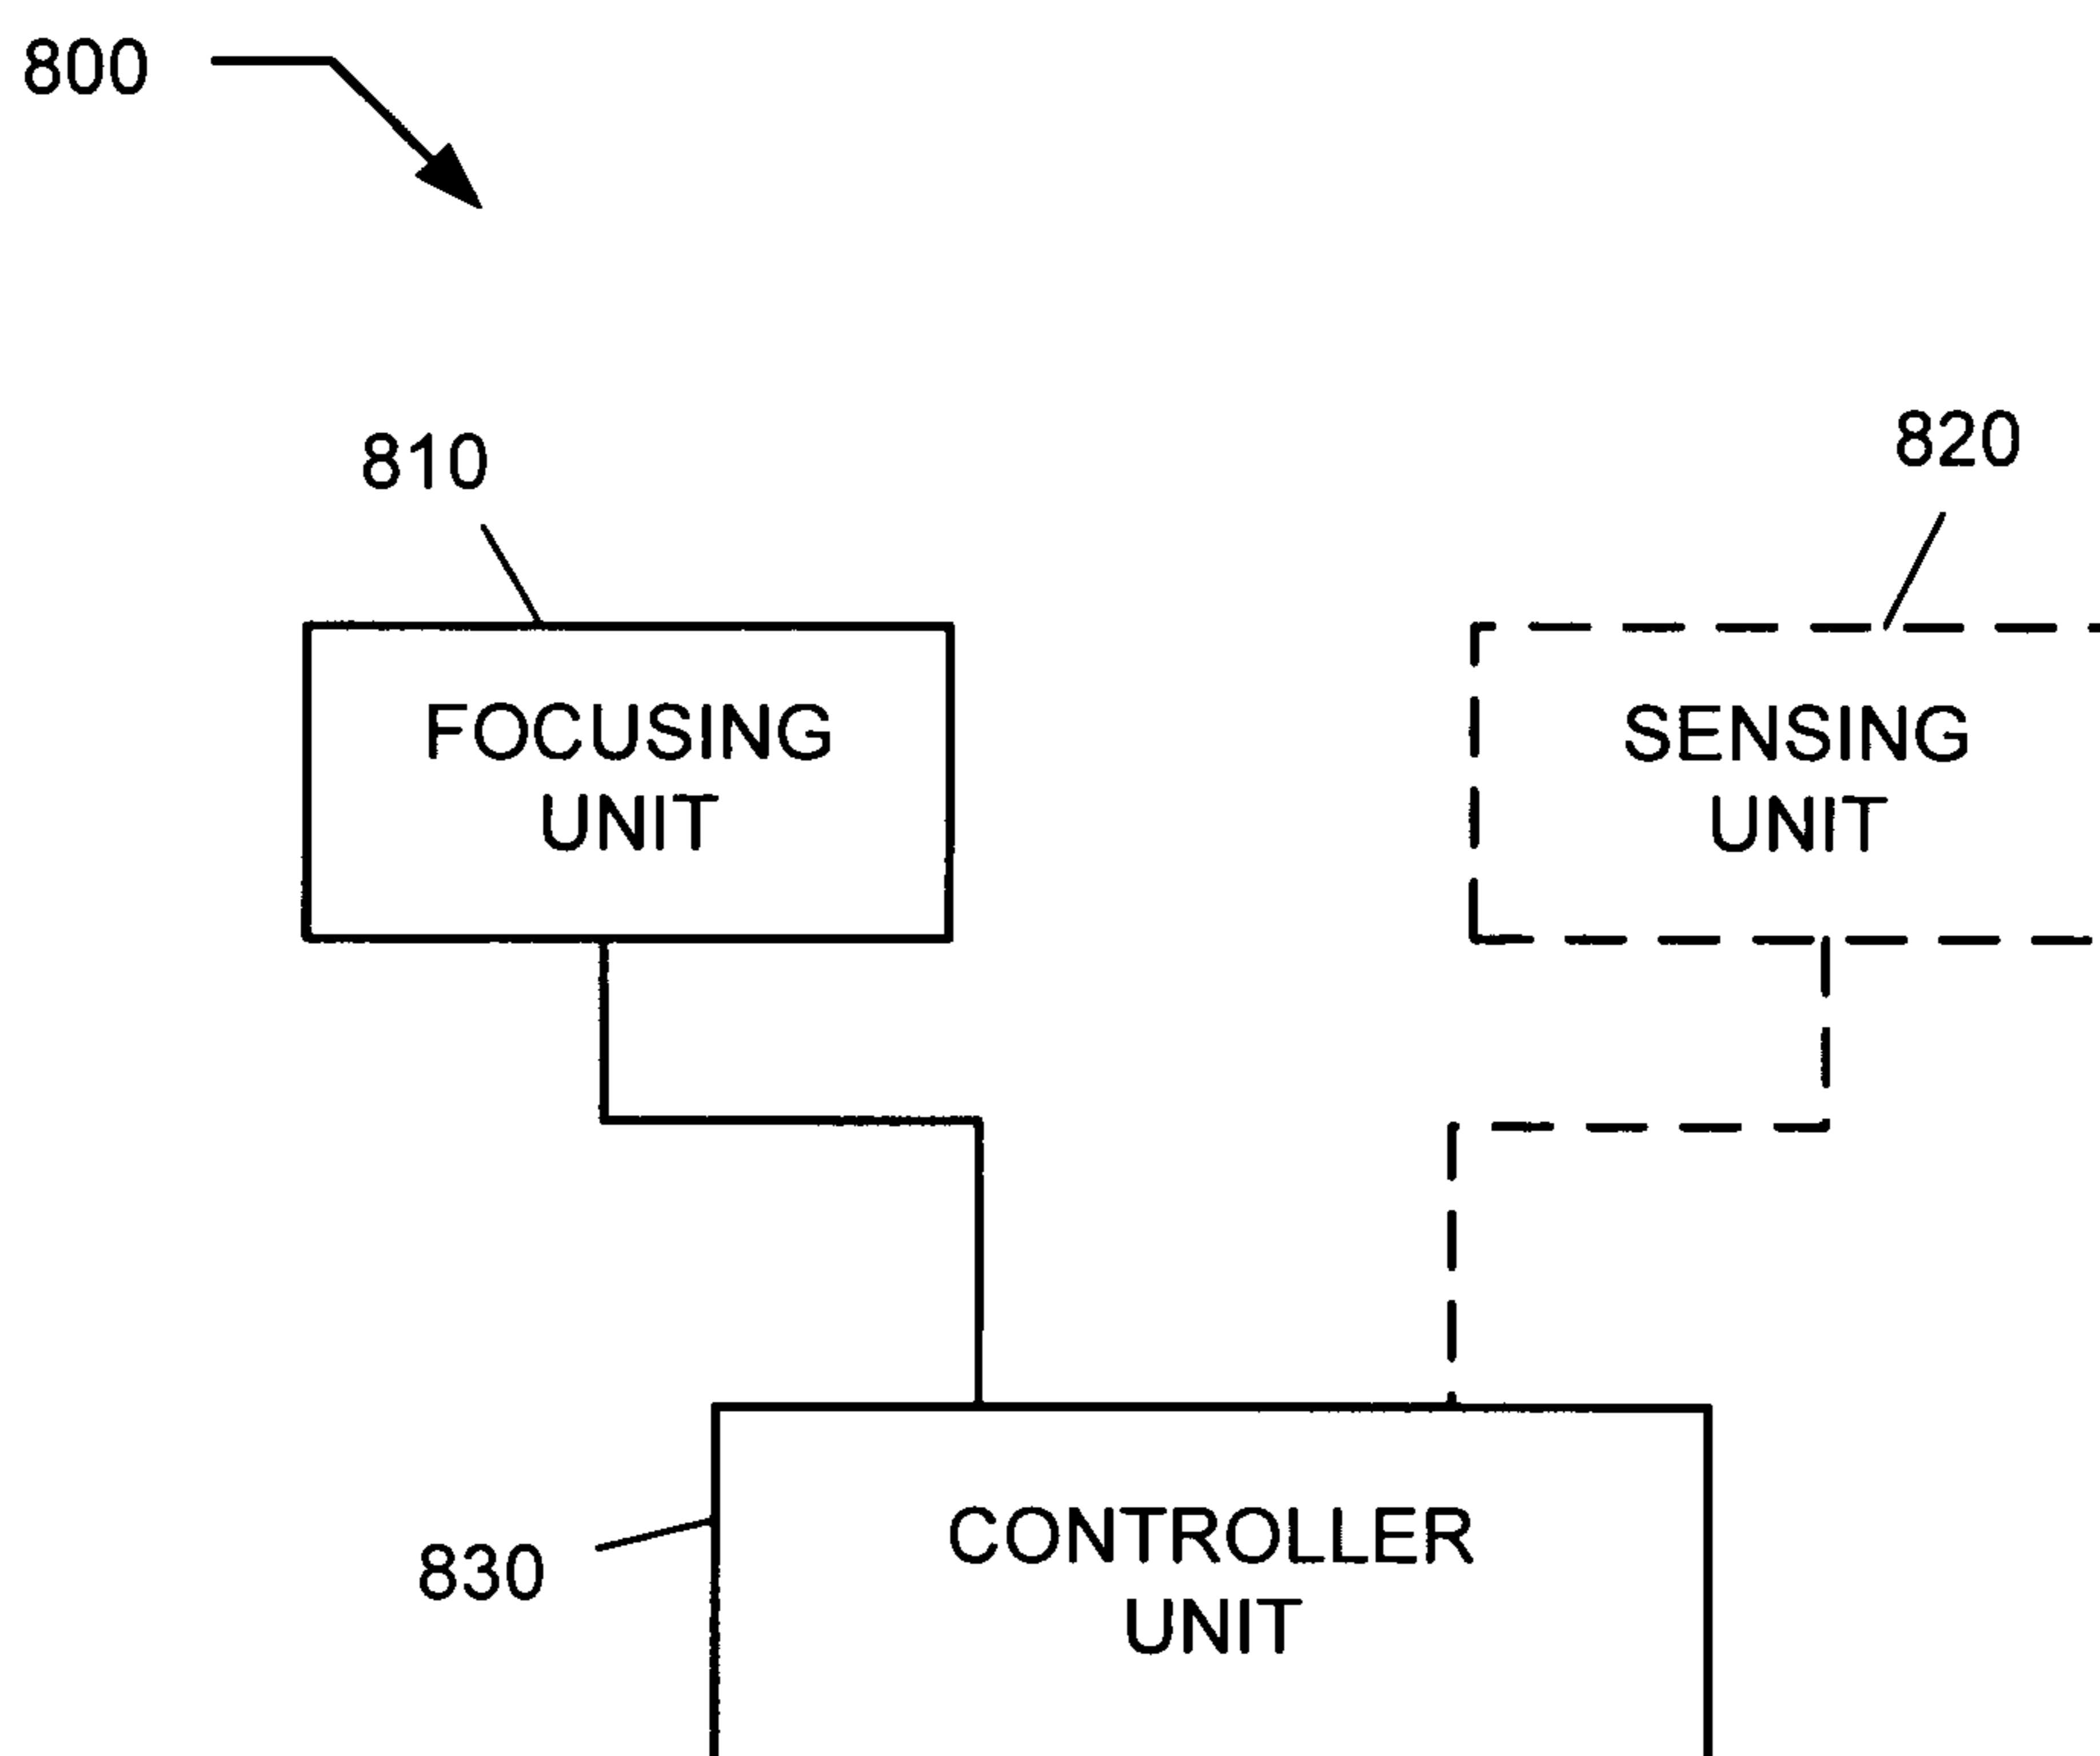 800
810
820
FOCUSING
UNIT
SENSING
UNIT
830
CONTROLLER
UNIT